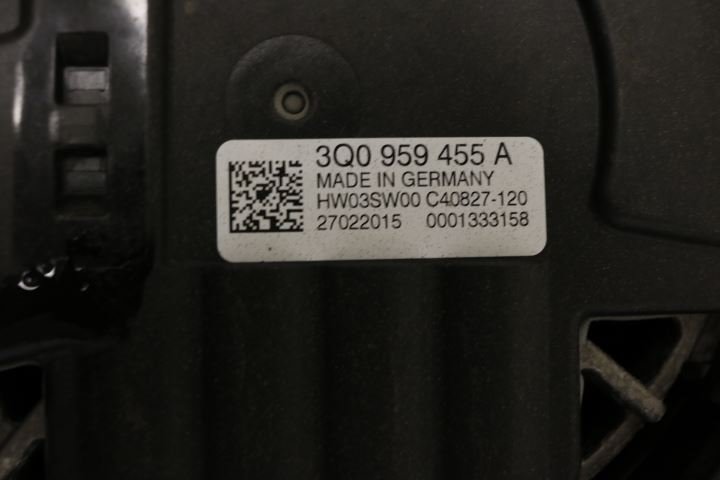 3Q0 959 455 A
MADE IN GERMANY
HW03SW00 C40827-120
27022015 0001333158